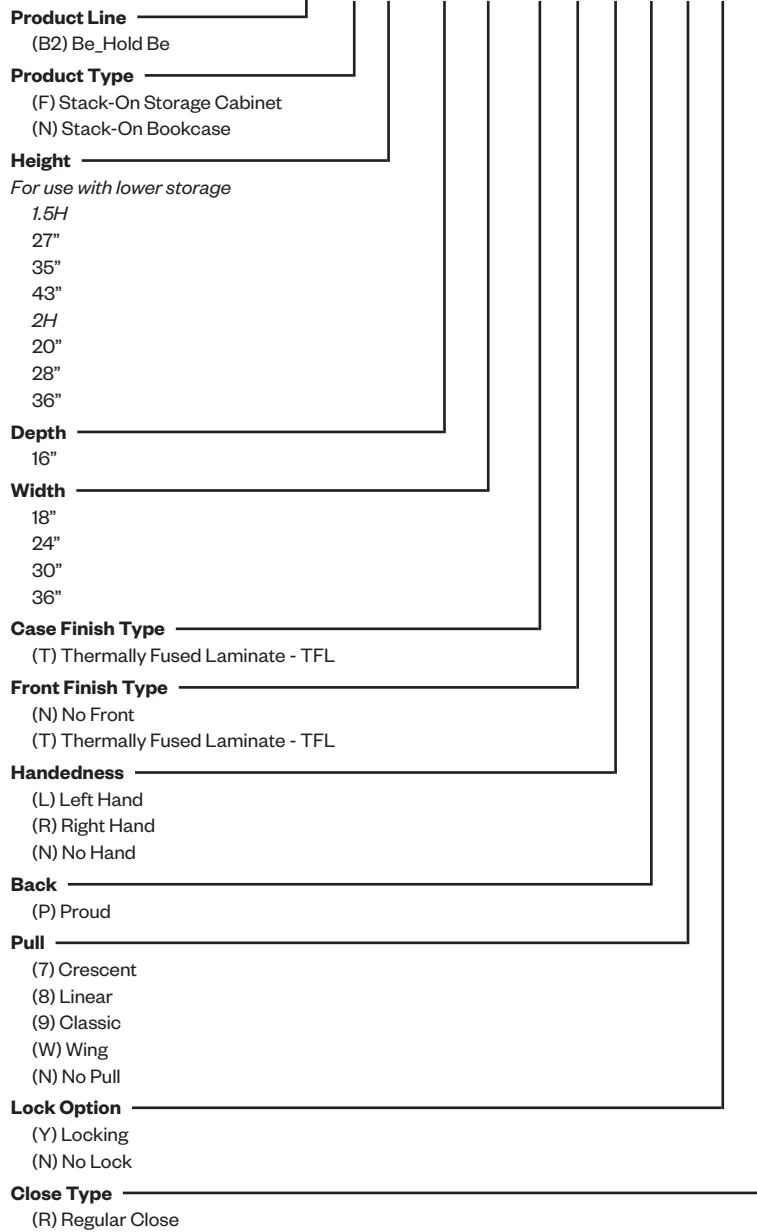 Product Line
(B2) Be_Hold Be
Product Type
(F) Stack-On Storage Cabinet
(N) Stack-On Bookcase
Height
For use with lower storage
1.5H
27”
35”
43”
2H
20”
28”
36”
Depth
16”
Width
18”
24”
30”
36”
Case Finish Type
(T) Thermally Fused Laminate - TFL
Front Finish Type
(N) No Front
(T) Thermally Fused Laminate - TFL
Handedness
(L) Left Hand
(R) Right Hand
(N) No Hand
Back
(P) Proud
Pull
(7) Crescent
(8) Linear
(9) Classic
(W) Wing
(N) No Pull
Lock Option
(Y) Locking
(N) No Lock
Close Type
(R) Regular Close